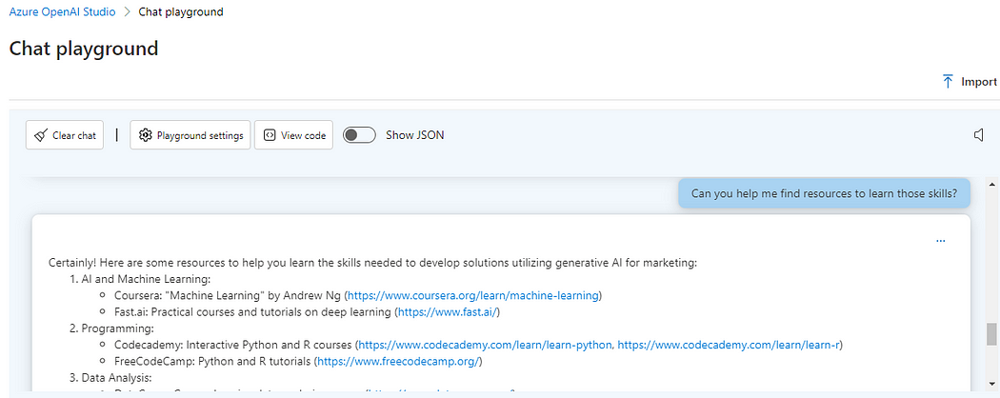 Azure OpenAI Studio > Chat playground
Chat playground
Import
Clear chat | Playground settings View code Show JSON
Can you help me find resources to learn those skills?
...
Certainly! Here are some resources to help you learn the skills needed to develop solutions utilizing generative AI for marketing:
1. AI and Machine Learning:
Coursera: "Machine Learning" by Andrew Ng (https://www.coursera.org/learn/machine-learning)
Fast.ai: Practical courses and tutorials on deep learning (https://www.fast.ai/)
2. Programming:
Codecademy: Interactive Python and R courses (https://www.codecademy.com/learn/learn-python, https://www.codecademy.com/learn/learn-r)
FreeCodeCamp: Python and R tutorials (https://www.freecodecamp.org/)
3. Data Analysis: